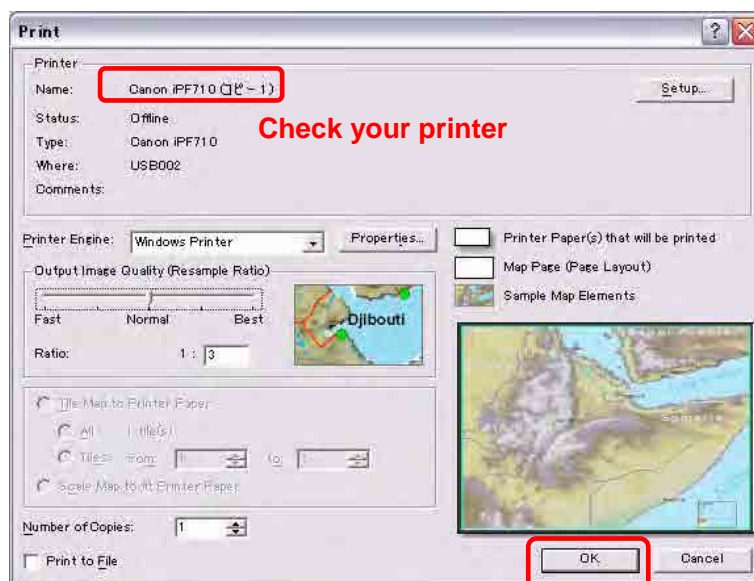 Print
Printer
Name: Canon iPF710 (コピー 1)
Setup...
Status: Offline
Check your printer
Type: Canon iPF710
Where: USB002
Comments:
Printer Engine: Windows Printer Properties...
Printer Paper(s) that will be printed
Map Page (Page Layout)
Sample Map Elements
Output Image Quality (Resample Ratio)
Fast Normal Best
Ratio: 1 : 3
Djibouti
Tile Map to Printer Paper
All 1 tile(s)
Tiles: from: to:
Scale Map to fit Printer Paper
Somalia
Number of Copies: 1
Print to File
OK Cancel